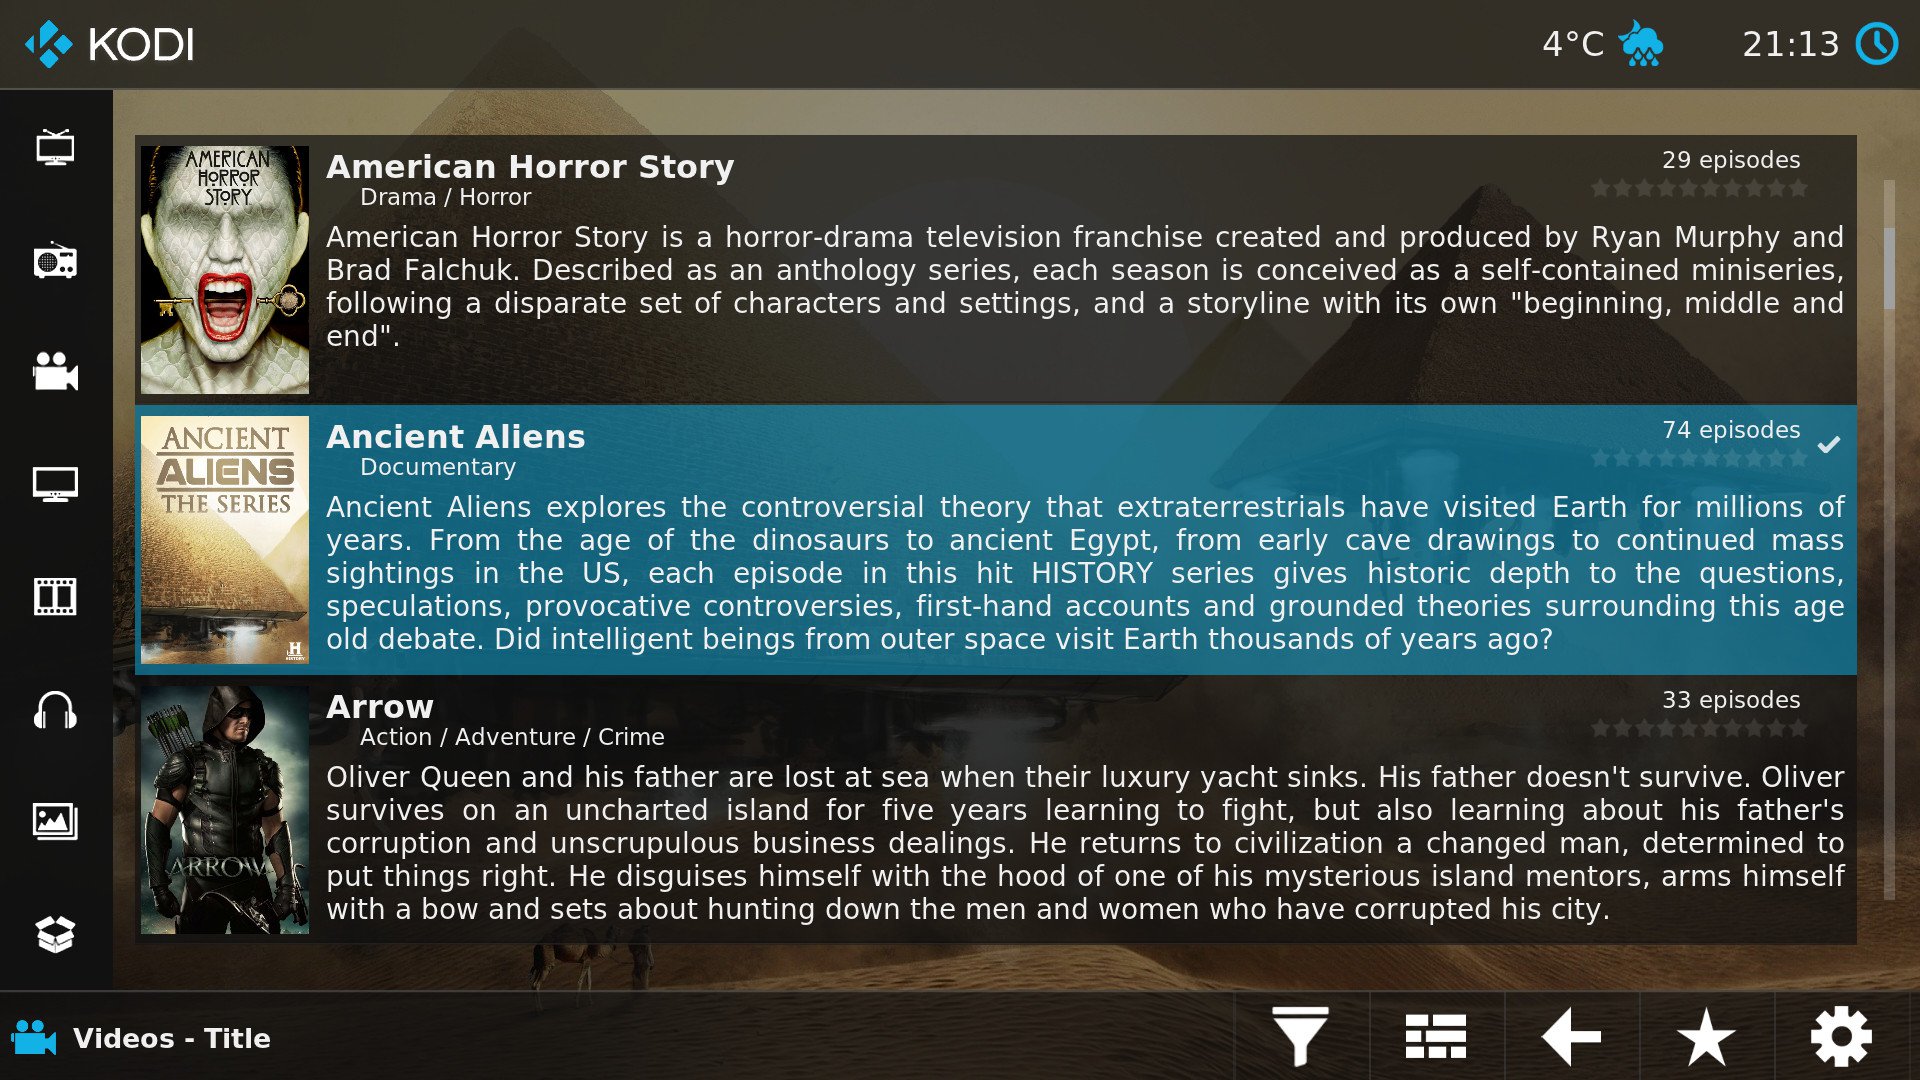 KODI
4°C
21:13
AMERICAN
HORROR
STORY
American Horror Story
29 episodes
Drama / Horror
American Horror Story is a horror-drama television franchise created and produced by Ryan Murphy and
Brad Falchuk. Described as an anthology series, each season is conceived as a self-contained miniseries,
following a disparate set of characters and settings, and a storyline with its own "beginning, middle and
end".
ANCIENT
ALIENS
THE SERIES
H
HISTORY
Ancient Aliens
74 episodes
Documentary
Ancient Aliens explores the controversial theory that extraterrestrials have visited Earth for millions of
years. From the age of the dinosaurs to ancient Egypt, from early cave drawings to continued mass
sightings in the US, each episode in this hit HISTORY series gives historic depth to the questions,
speculations, provocative controversies, first-hand accounts and grounded theories surrounding this age
old debate. Did intelligent beings from outer space visit Earth thousands of years ago?
ARROW
Arrow
33 episodes
Action / Adventure / Crime
Oliver Queen and his father are lost at sea when their luxury yacht sinks. His father doesn't survive. Oliver
survives on an uncharted island for five years learning to fight, but also learning about his father's
corruption and unscrupulous business dealings. He returns to civilization a changed man, determined to
put things right. He disguises himself with the hood of one of his mysterious island mentors, arms himself
with a bow and sets about hunting down the men and women who have corrupted his city.
Videos - Title